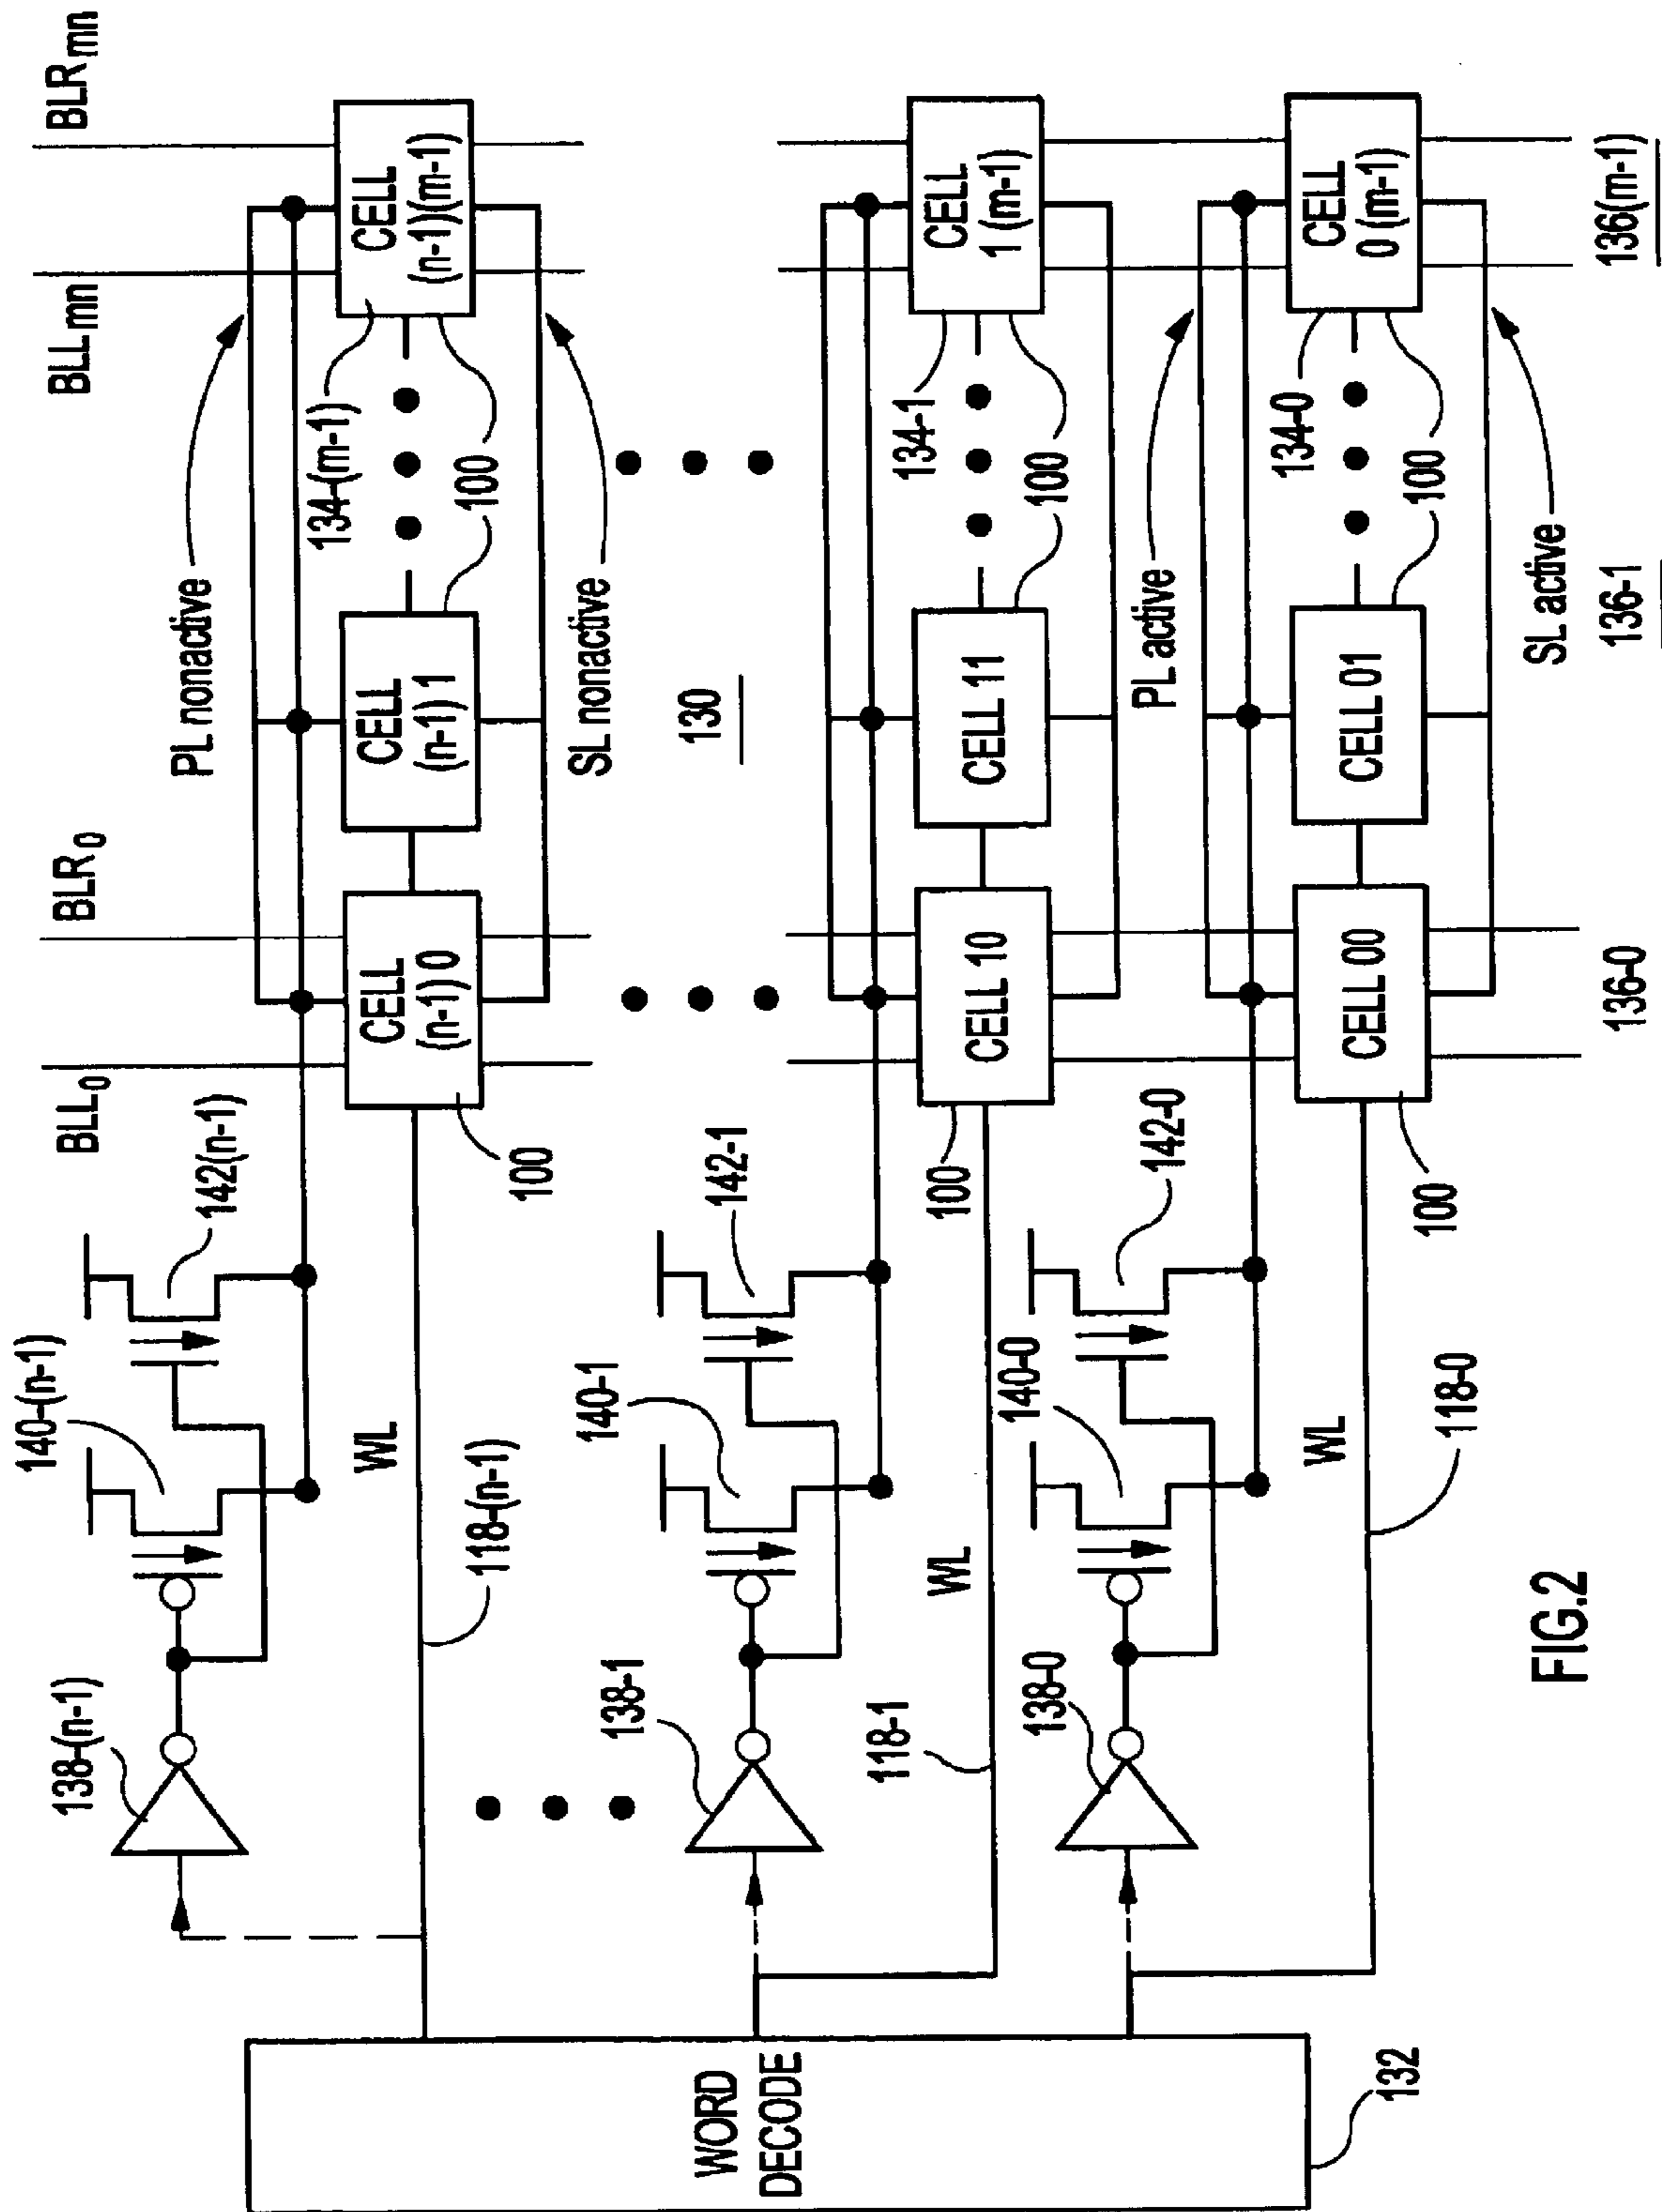 BLL0
BLR0
BLLmn
BLRmn
140-(n-1)
142(n-1)
138-(n-1)
PL nonactive
134-(m-1)
CELL
(n-1) 0
CELL
(n-1) 1
CELL
(n-1)(m-1)
WL
118-(n-1)
100
100
SL nonactive
130
WORD
DECODE
132
138-1
140-1
142-1
134-1
CELL 10
CELL 11
CELL
1 (m-1)
WL
118-1
100
100
PL active
138-0
140-0
142-0
134-0
CELL 00
CELL 01
CELL
0 (m-1)
WL
118-0
100
100
SL active
136-0
136-1
136(m-1)
FIG.2